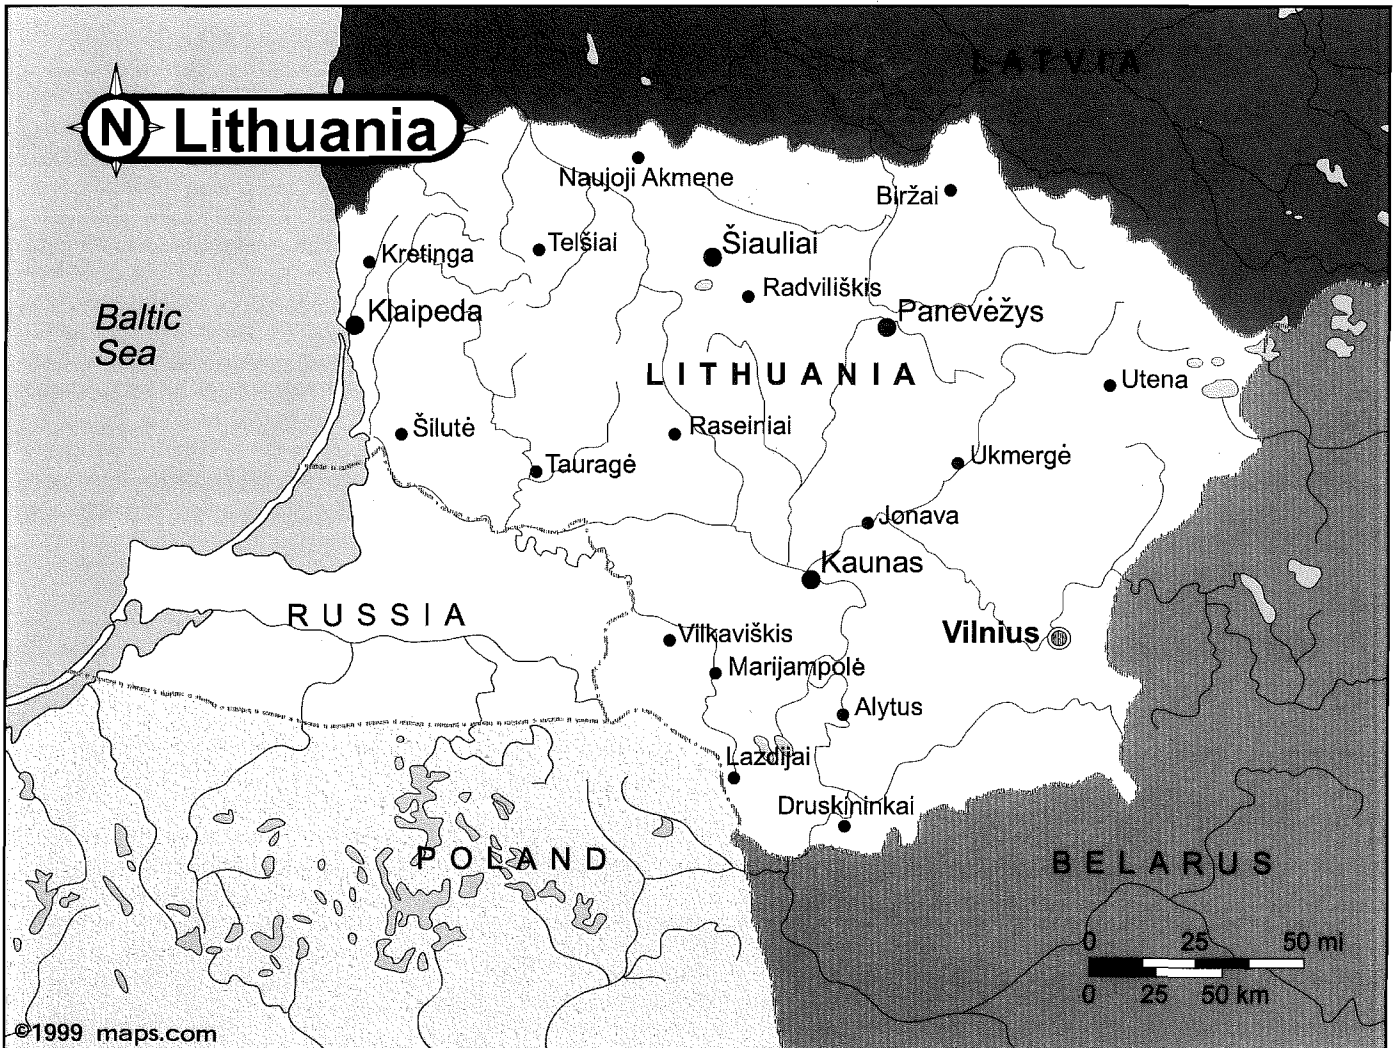 LATVIA
N Lithuania
Naujoji Akmene
Biržai
Kretinga
Telšiai
Šiauliai
Radviliškis
Baltic
Sea
Klaipeda
Panevėžys
LITHUANIA
Utena
Šilutė
Raseiniai
Tauragė
Ukmergė
Jonava
Kaunas
RUSSIA
Vilkaviškis
Vilnius
Marijampolė
Alytus
Lazdijai
Druskininkai
POLAND
BELARUS
0 25 50 mi
0 25 50 km
©1999 maps.com